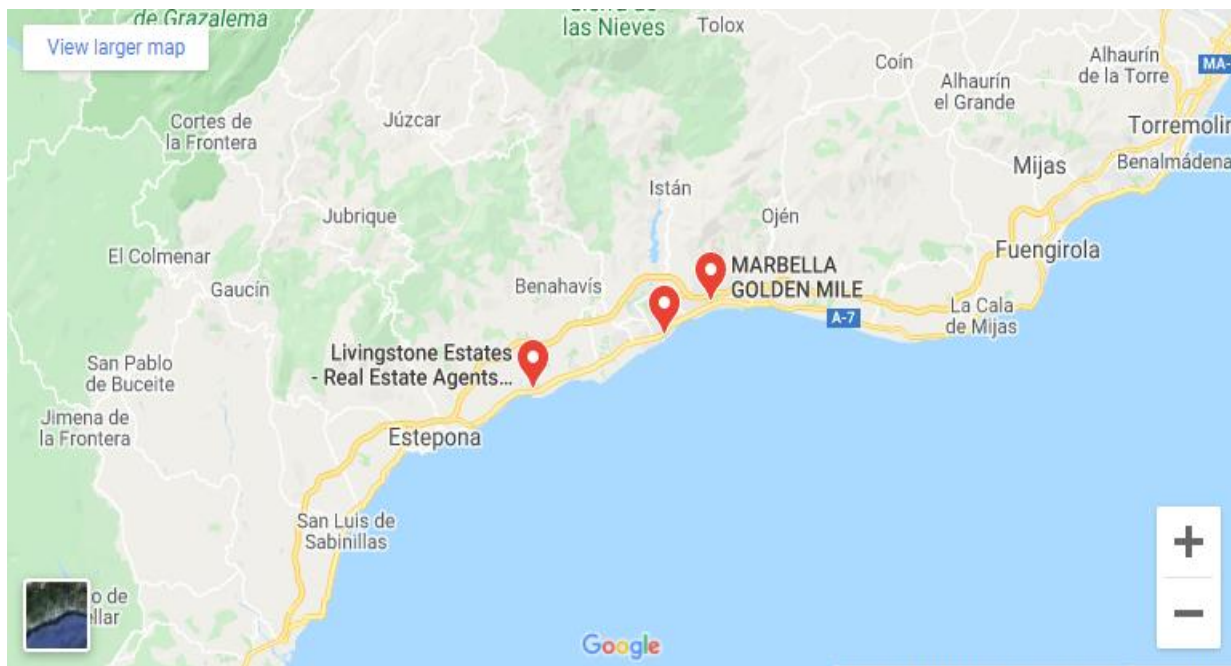 de Grazalema
las Nieves
Tolox
View larger map
Coín
Alhaurín
de la Torre
MA-
Alhaurín
el Grande
Cortes de
la Frontera
Júzcar
Torremolin
Mijas
Benalmádena
Istán
Jubrique
Ojén
El Colmenar
Fuengirola
Gaucín
Benahavís
MARBELLA
GOLDEN MILE
La Cala
de Mijas
A-7
Livingstone Estates
- Real Estate Agents...
San Pablo
de Buceite
Jimena de
la Frontera
Estepona
San Luis de
Sabinillas
o de
ellar
Google